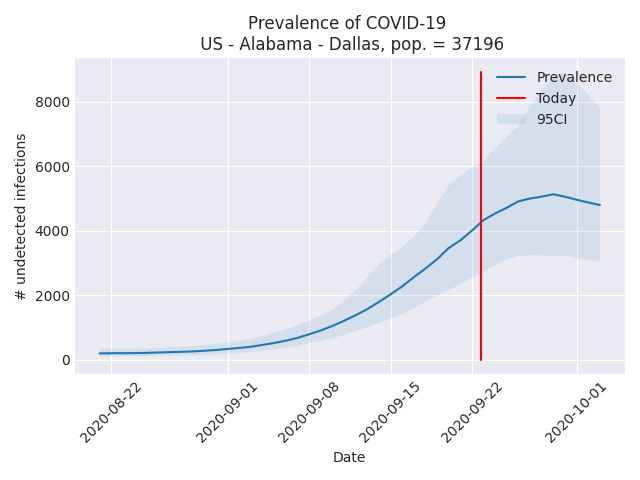 Prevalence of COVID-19
US - Alabama - Dallas, pop. = 37196
Prevalence
Today
95CI
# undetected infections
8000
6000
4000
2000
0
2020-08-22
2020-09-01
2020-09-08
2020-09-15
2020-09-22
2020-10-01
Date